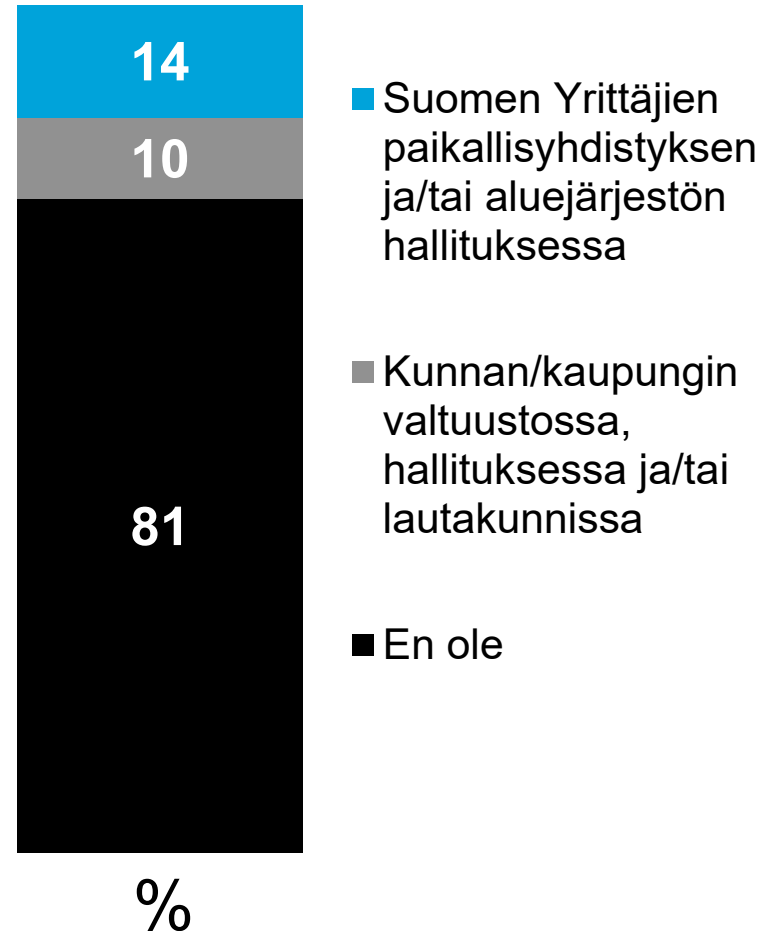 14
10
81
%
Suomen Yrittäjien
paikallisyhdistyksen
ja/tai aluejärjestön
hallituksessa
Kunnan/kaupungin
valtuustossa,
hallituksessa ja/tai
lautakunnissa
En ole